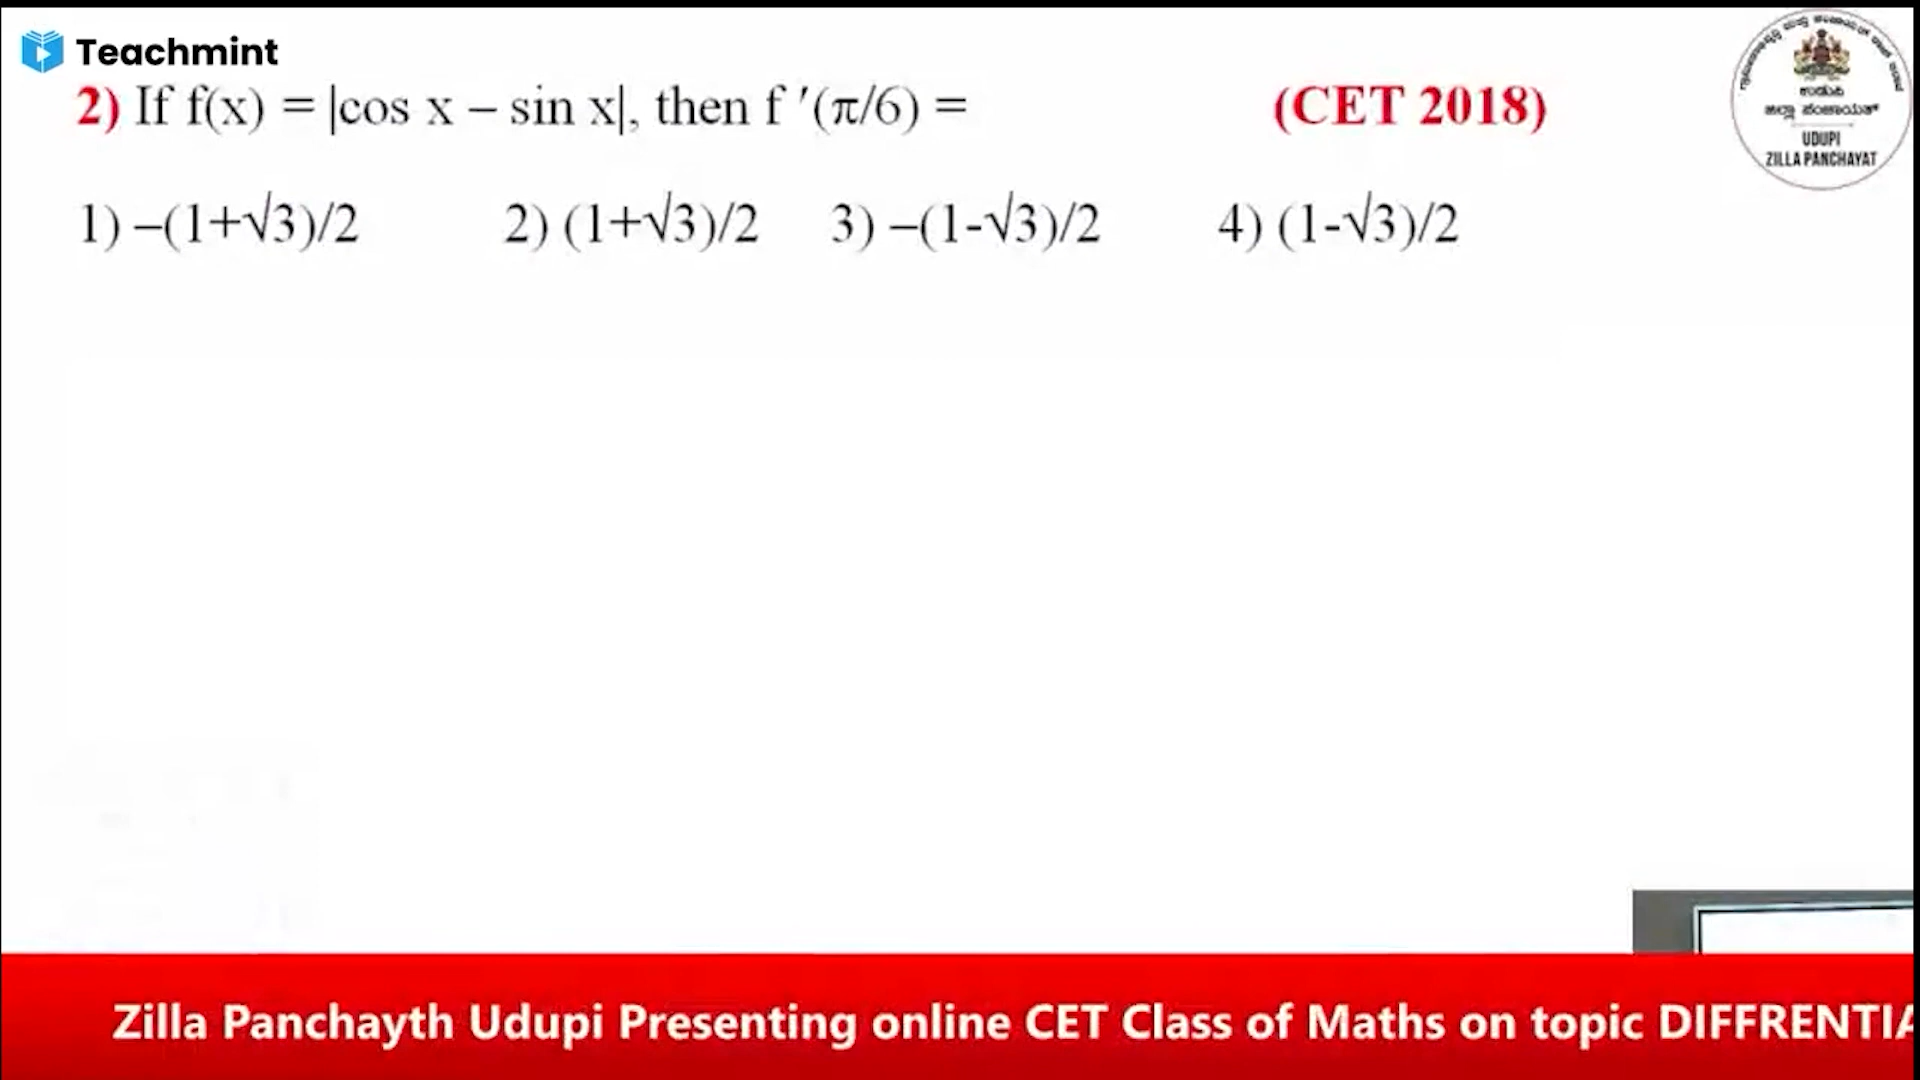 Teachmint
2) If f(x) = |cos x – sin x|, then f ′(π/6) = (CET 2018)
1) –(1+√3)/2 2) (1+√3)/2 3) –(1-√3)/2 4) (1-√3)/2
ಉಡುಪಿ
ಜಿಲ್ಲಾ ಪಂಚಾಯತ್
UDUPI
ZILLA PANCHAYAT
Zilla Panchayth Udupi Presenting online CET Class of Maths on topic DIFFRENTIA